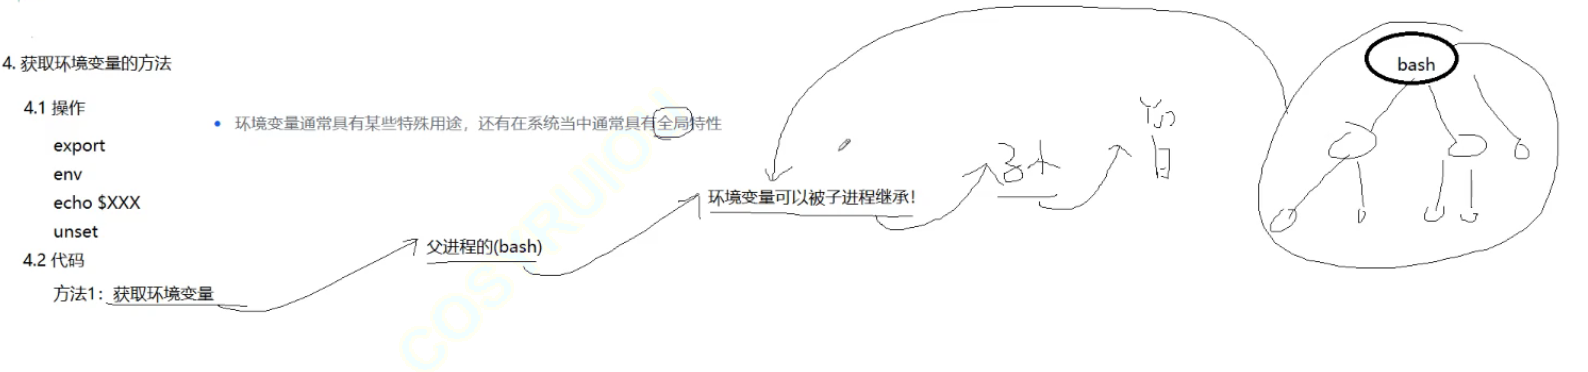 4. 获取环境变量的方法
4.1 操作
环境变量通常具有某些特殊用途，还有在系统当中通常具有全局特性
export
env
echo $XXX
unset
4.2 代码
方法1：获取环境变量
父进程的(bash)
环境变量可以被子进程继承！
bash